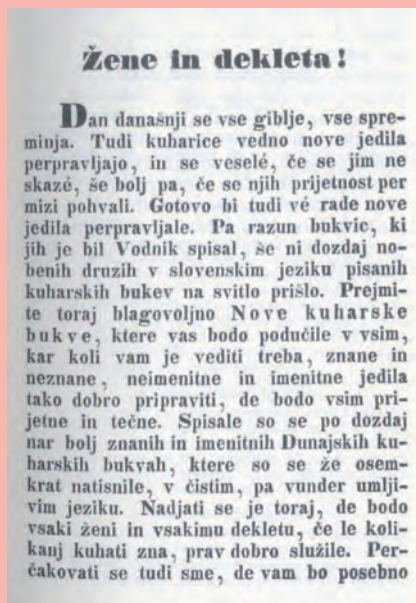 Žene in dekleta!
Dan današnji se vse giblje, vse spre-
minja. Tudi kuharice vedno nove jedila
perpravljajo, in se veselé, če se jim ne
skazé, še bolj pa, če se njih prijetnost per
mizi pohvali. Gotovo bi tudi vé rade nove
jedila perpravljale. Pa razun bukvic, ki
jih je bil Vodnik spisal, še ni dozdaj no-
benih druzih v slovenskim jeziku pisanih
kuharskih bukev na svitlo prišlo. Prejmi-
te toraj blagovoljno Nove kuharske
bukve, ktere vas bodo podučile v vsim,
kar koli vam je vediti treba, znane in
neznane, neimenitne in imenitne jedila
tako dobro pripraviti, de bodo vsim pri-
jetne in tečne. Spisale so se po dozdaj
nar bolj znanih in imenitnih Dunajskih ku-
harskih bukvah, ktere so se že osem-
krat natisnile, v čistim, pa vunder umlji-
vim jeziku. Nadjati se je toraj, de bodo
vsaki ženi in vsakimu dekletu, če le koli-
kanj kuhati zna, prav dobro služile. Per-
čakovati se tudi sme, de vam bo posebno